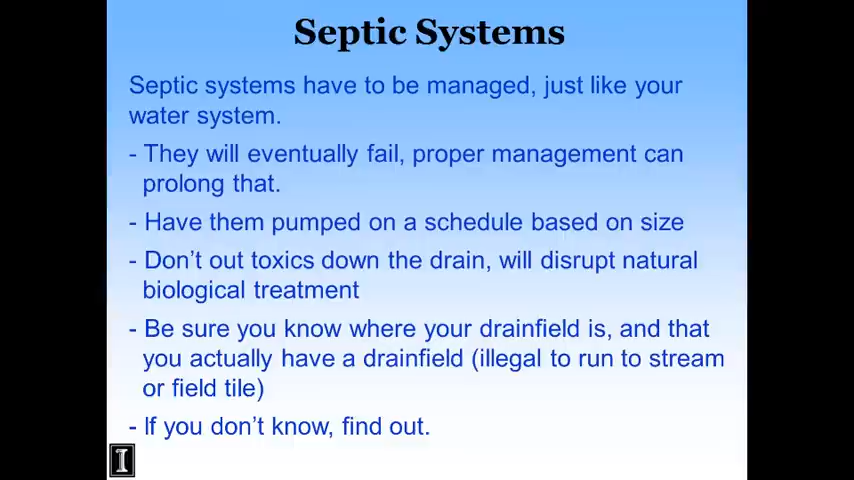 Septic Systems
Septic systems have to be managed, just like your
water system.
- They will eventually fail, proper management can
prolong that.
- Have them pumped on a schedule based on size
- Don't out toxics down the drain, will disrupt natural
biological treatment
- Be sure you know where your drainfield is, and that
you actually have a drainfield (illegal to run to stream
or field tile)
- If you don't know, find out.
I